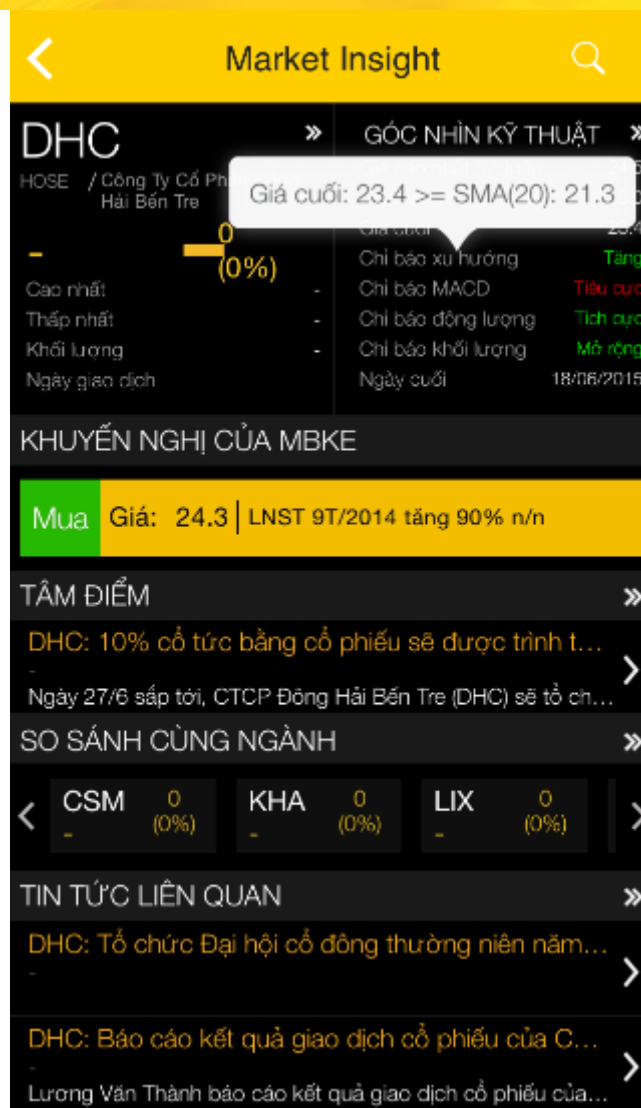 Market Insight
DHC
»
HOSE / Công Ty Cổ Ph
Hải Bến Tre
-
0
(0%)
Cao nhất -
Thấp nhất -
Khối lượng -
Ngày giao dịch
GÓC NHÌN KỸ THUẬT »
Giá cuối: 23.4 >= SMA(20): 21.3
Giá cuối 23.4
Chỉ báo xu hướng Tăng
Chỉ báo MACD Tiêu cực
Chỉ báo động lượng Tích cực
Chỉ báo khối lượng Mở rộng
Ngày cuối 18/06/2015
KHUYẾN NGHỊ CỦA MBKE
Mua Giá: 24.3 | LNST 9T/2014 tăng 90% n/n
TÂM ĐIỂM »
DHC: 10% cổ tức bằng cổ phiếu sẽ được trình t...
-
Ngày 27/6 sắp tới, CTCP Đông Hải Bến Tre (DHC) sẽ tổ ch...
SO SÁNH CÙNG NGÀNH »
CSM 0 KHA 0 LIX 0
- (0%) - (0%) - (0%)
TIN TỨC LIÊN QUAN »
DHC: Tổ chức Đại hội cổ đông thường niên năm...
-
DHC: Báo cáo kết quả giao dịch cổ phiếu của C...
-
Lương Văn Thành báo cáo kết quả giao dịch cổ phiếu của...